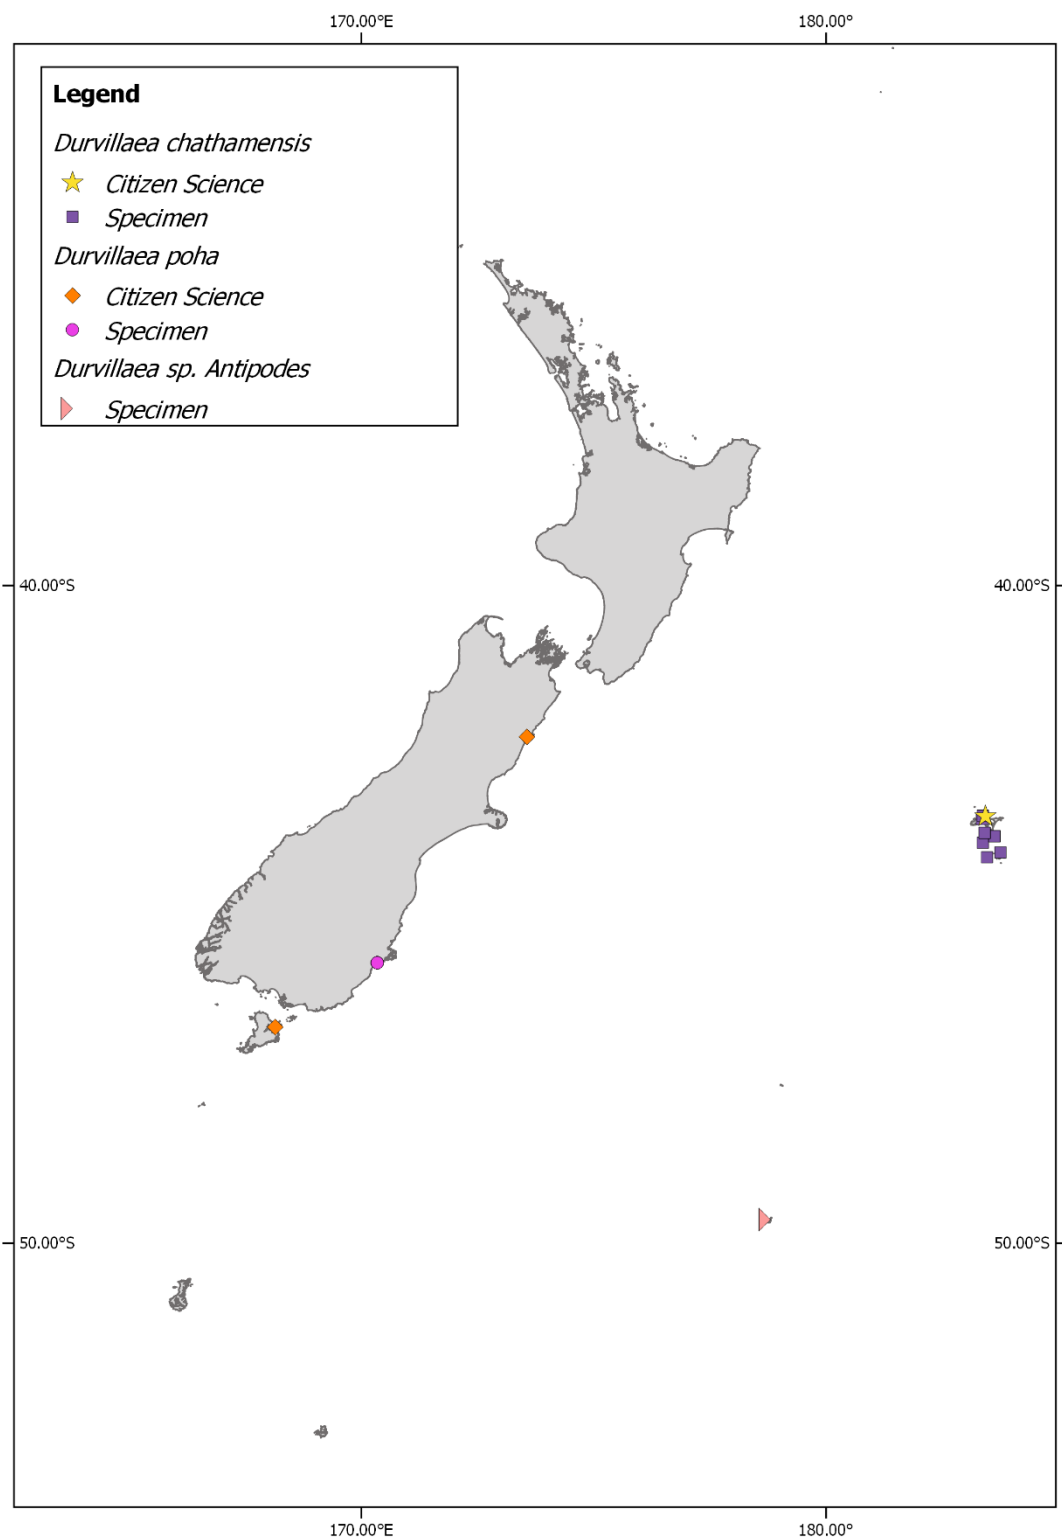 170.00°E 180.00°
Legend
Durvillaea chathamensis
Citizen Science
Specimen
Durvillaea poha
Citizen Science
Specimen
Durvillaea sp. Antipodes
Specimen
40.00°S 40.00°S
50.00°S 50.00°S
170.00°E 180.00°